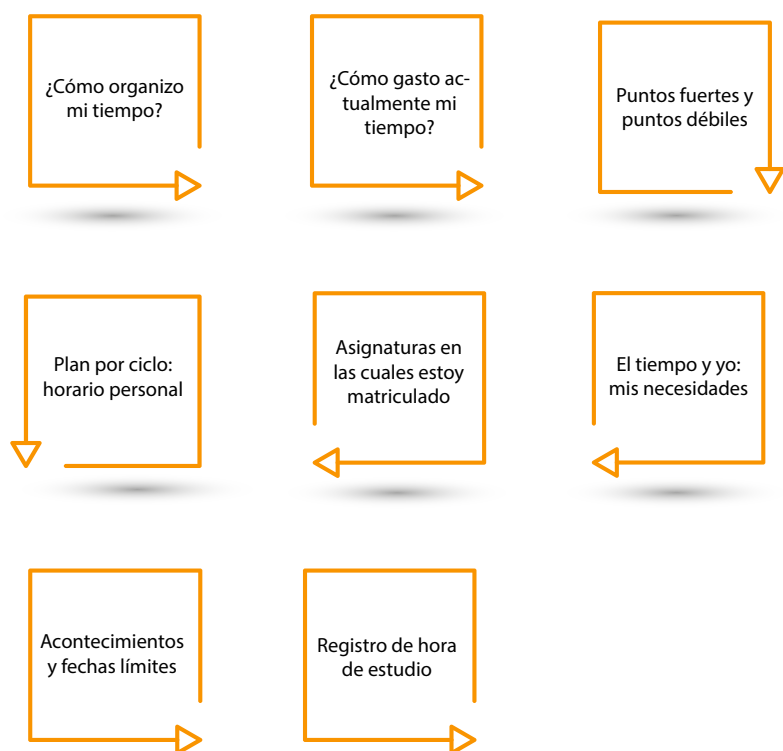 ¿Cómo organizo
mi tiempo?
¿Cómo gasto ac-
tualmente mi
tiempo?
Puntos fuertes y
puntos débiles
Plan por ciclo:
horario personal
Asignaturas en
las cuales estoy
matriculado
El tiempo y yo:
mis necesidades
Acontecimientos
y fechas límites
Registro de hora
de estudio